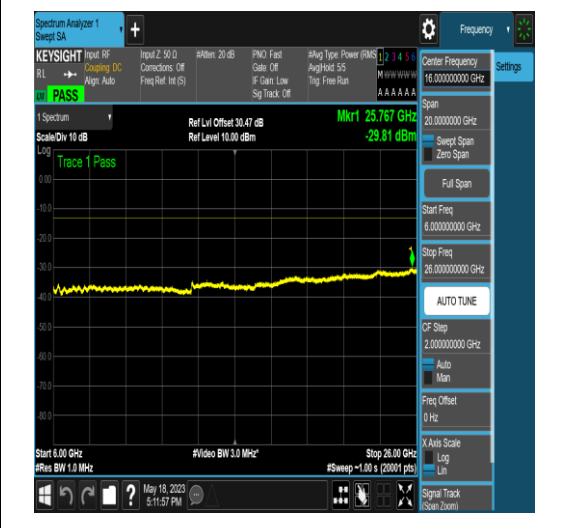 Spectrum Analyzer 1
Swept SA
Frequency
KEYSIGHT
Input: RF
Coupling: DC
Align: Auto
Input Z: 50 Ω
Corrections: Off
Freq Ref: Int (S)
#Atten: 20 dB
PNO: Fast
Gate: Off
IF Gain: Low
Sig Track: Off
#Avg Type: Power (RMS
Avg|Hold: 5/5
Trig: Free Run
1 2 3 4 5 6
M W W W W W
A A A A A A
RL
PASS
Center Frequency
16.000000000 GHz
Settings
Span
20.0000000 GHz
Swept Span
Zero Span
Full Span
Start Freq
6.000000000 GHz
Stop Freq
26.000000000 GHz
AUTO TUNE
CF Step
2.000000000 GHz
Auto
Man
Freq Offset
0 Hz
X Axis Scale
Log
Lin
Signal Track
(Span Zoom)
1 Spectrum
Scale/Div 10 dB
Ref Lvl Offset 30.47 dB
Ref Level 10.00 dBm
Mkr1 25.767 GHz
-29.81 dBm
Log
Trace 1 Pass
0.00
-10.0
-20.0
-30.0
-40.0
-50.0
-60.0
-70.0
-80.0
1
Start 6.00 GHz
#Res BW 1.0 MHz
#Video BW 3.0 MHz*
Stop 26.00 GHz
#Sweep ~1.00 s (20001 pts)
?
May 18, 2023
5:11:57 PM